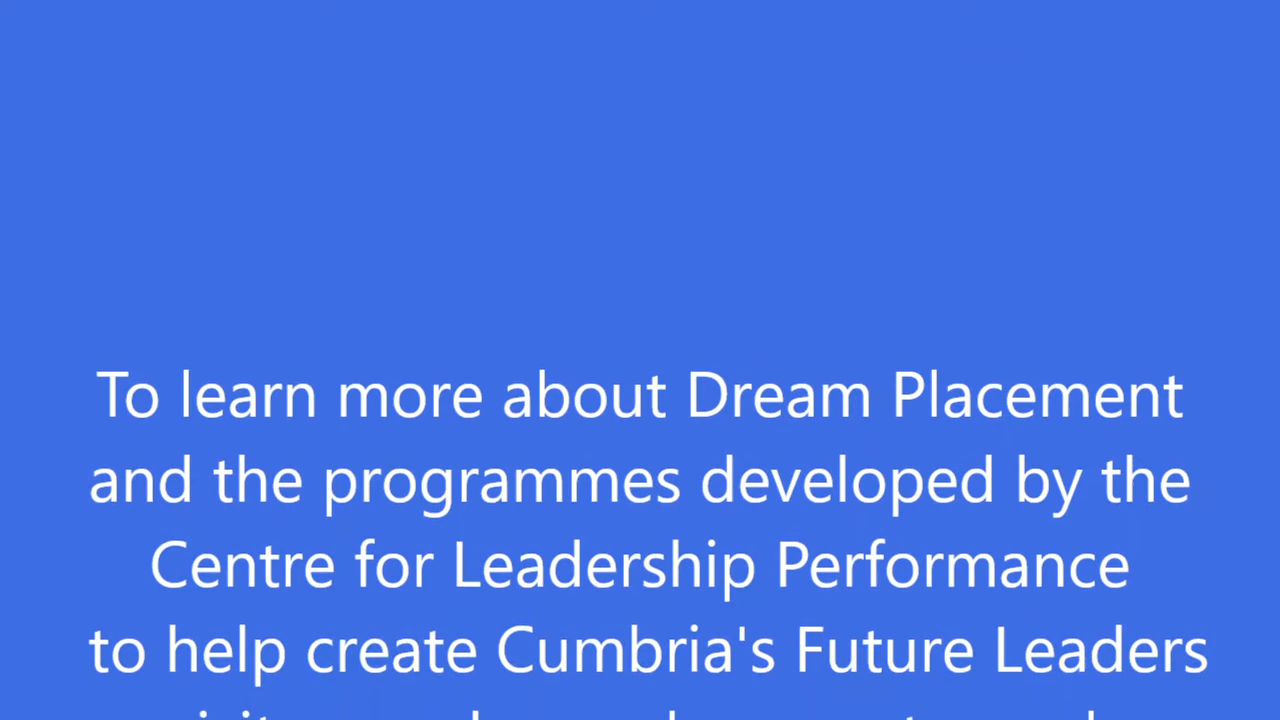 To learn more about Dream Placement
and the programmes developed by the
Centre for Leadership Performance
to help create Cumbria's Future Leaders